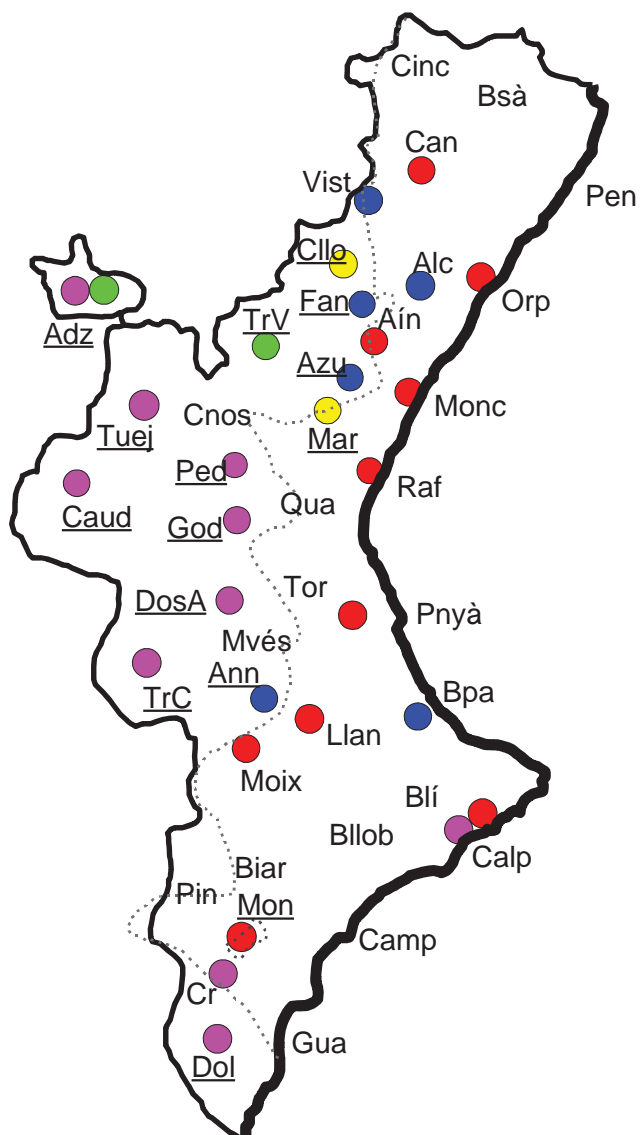 Cinc
Bsà
Can
Vist
Pen
Cllo
Alc
Fan
Orp
TrV
Aín
Adz
Azu
Monc
Cnos
Mar
Tuej
Ped
Raf
Qua
Caud
God
Tor
DosA
Pnyà
Mvés
Ann
TrC
Bpa
Llan
Moix
Blí
Bllob
Calp
Biar
Pin
Mon
Camp
Cr
Gua
Dol